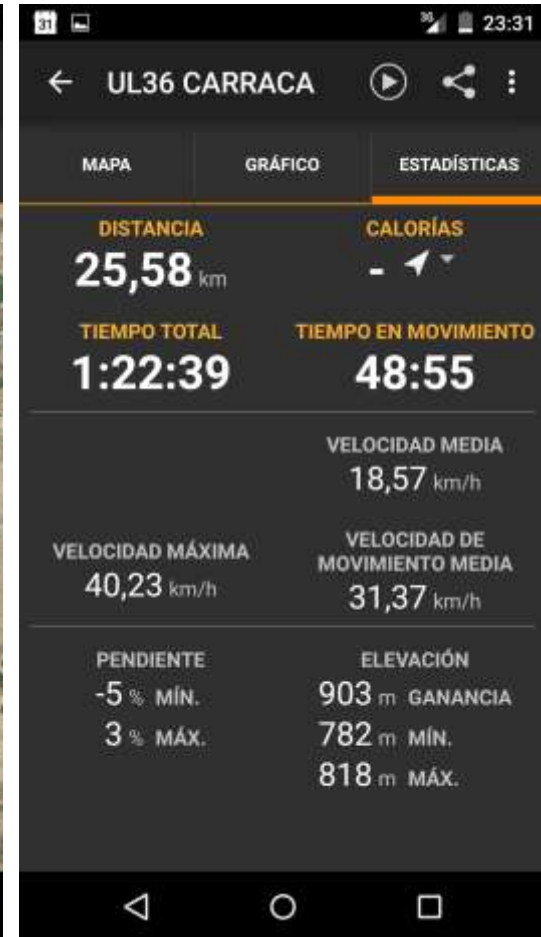 31 3G 23:31
UL36 CARRACA
MAPA GRÁFICO ESTADÍSTICAS
DISTANCIA CALORÍAS
25,58 km -
TIEMPO TOTAL TIEMPO EN MOVIMIENTO
1:22:39 48:55
VELOCIDAD MEDIA
18,57 km/h
VELOCIDAD MÁXIMA
40,23 km/h
VELOCIDAD DE
MOVIMIENTO MEDIA
31,37 km/h
PENDIENTE ELEVACIÓN
-5 % MÍN. 903 m GANANCIA
3 % MÁX. 782 m MÍN.
818 m MÁX.